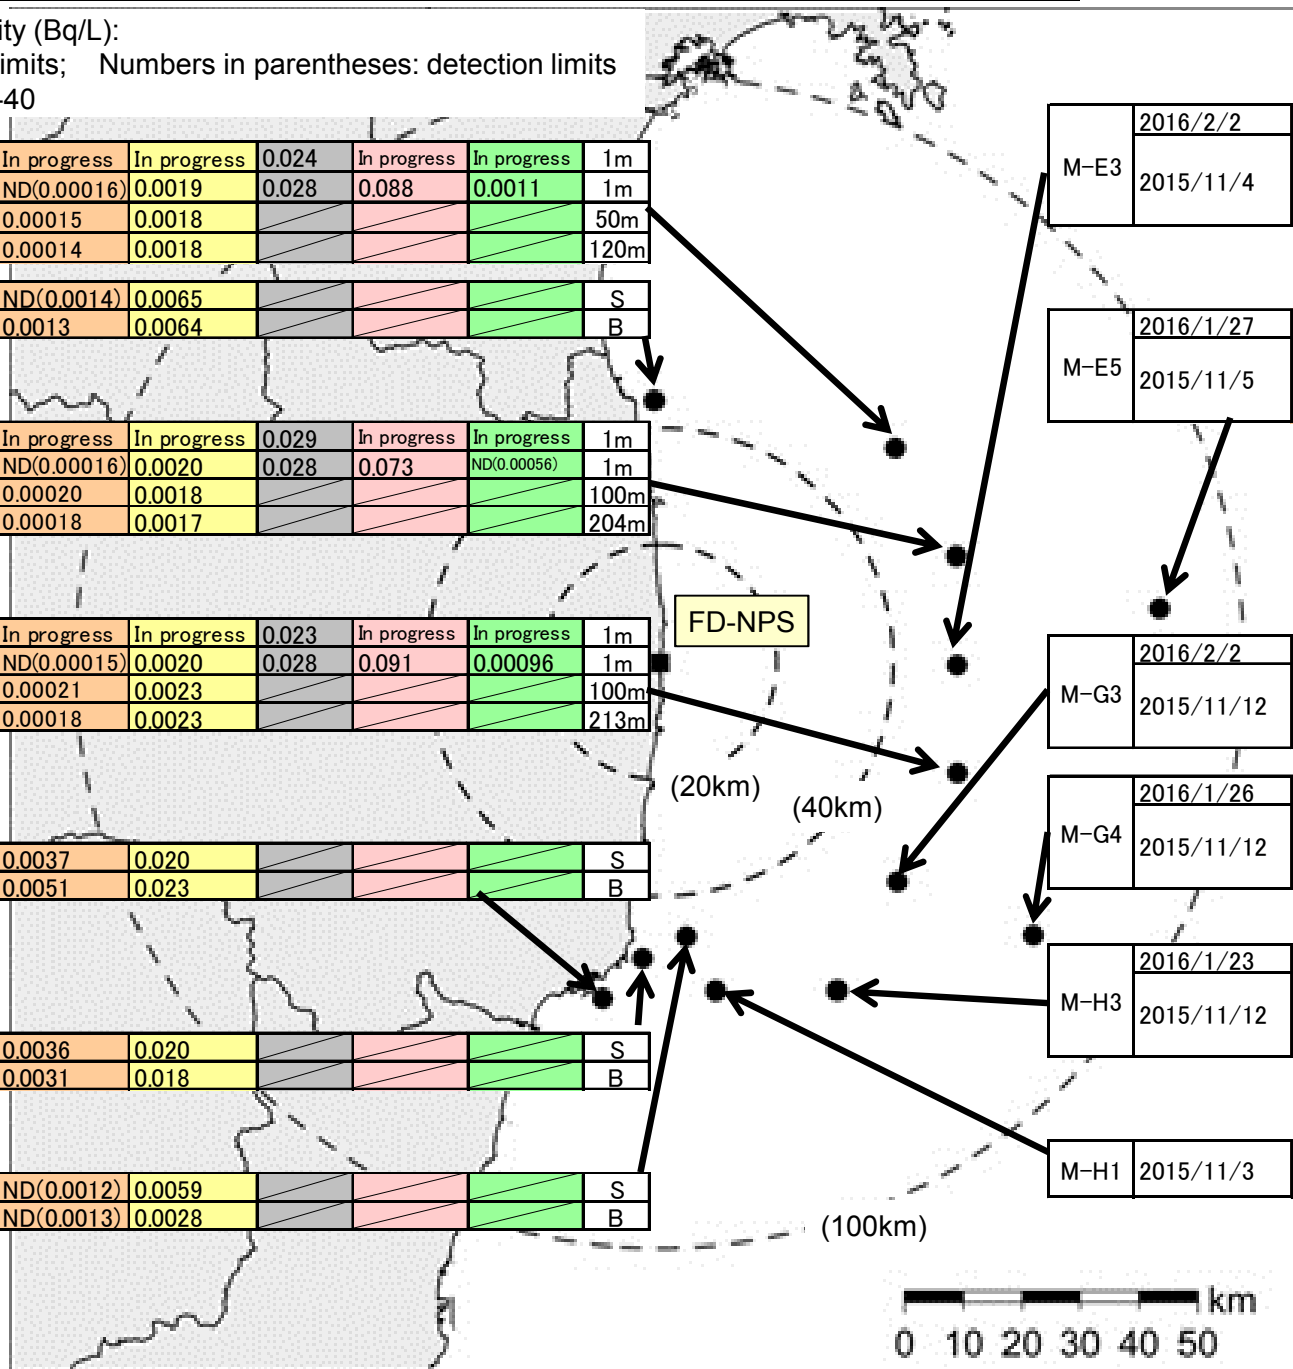 ity (Bq/L):
imits; Numbers in parentheses: detection limits
-40
In progress In progress 0.024 In progress In progress 1m
ND(0.00016) 0.0019 0.028 0.088 0.0011 1m
0.00015 0.0018 50m
0.00014 0.0018 120m
ND(0.0014) 0.0065 S
0.0013 0.0064 B
In progress In progress 0.029 In progress In progress 1m
ND(0.00016) 0.0020 0.028 0.073 ND(0.00056) 1m
0.00020 0.0018 100m
0.00018 0.0017 204m
In progress In progress 0.023 In progress In progress 1m
ND(0.00015) 0.0020 0.028 0.091 0.00096 1m
0.00021 0.0023 100m
0.00018 0.0023 213m
0.0037 0.020 S
0.0051 0.023 B
0.0036 0.020 S
0.0031 0.018 B
ND(0.0012) 0.0059 S
ND(0.0013) 0.0028 B
FD-NPS
(20km)
(40km)
(100km)
2016/2/2
M-E3
2015/11/4
2016/1/27
M-E5
2015/11/5
2016/2/2
M-G3
2015/11/12
2016/1/26
M-G4
2015/11/12
2016/1/23
M-H3
2015/11/12
M-H1 2015/11/3
km
0 10 20 30 40 50